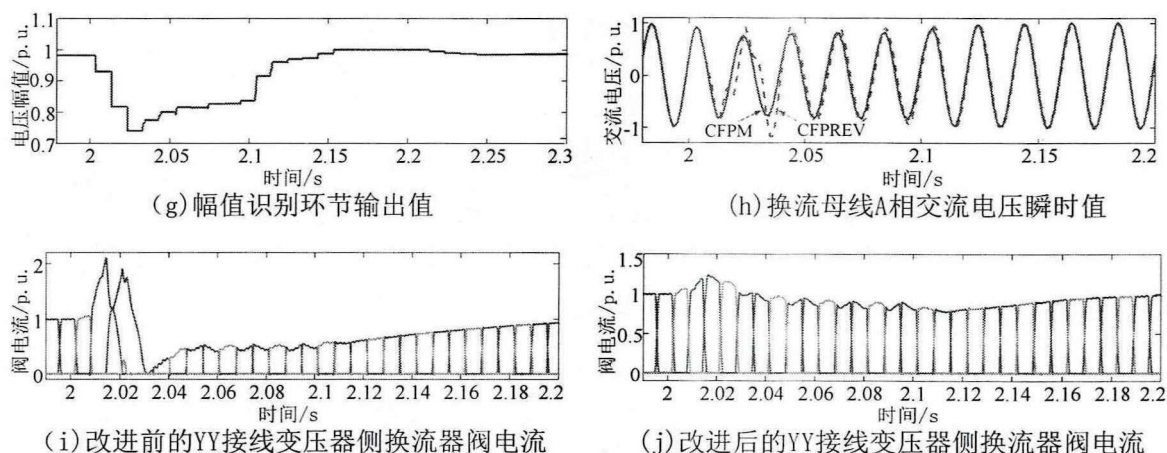 1.1
1
0.9
0.8
0.7
电压幅值/p. u.
2 2.05 2.1 2.15 2.2 2.25 2.3
时间/s
(g)幅值识别环节输出值
1
0
-1
交流电压/p. u.
CFPM CFPREV
2 2.05 2.1 2.15 2.2
时间/s
(h)换流母线A相交流电压瞬时值
2
1
0
阀电流/p. u.
2 2.02 2.04 2.06 2.08 2.1 2.12 2.14 2.16 2.18 2.2
时间/s
(i)改进前的YY接线变压器侧换流器阀电流
1.5
1
0.5
0
阀电流/p. u.
2 2.02 2.04 2.06 2.08 2.1 2.12 2.14 2.16 2.18 2.2
时间/s
(j)改进后的YY接线变压器侧换流器阀电流